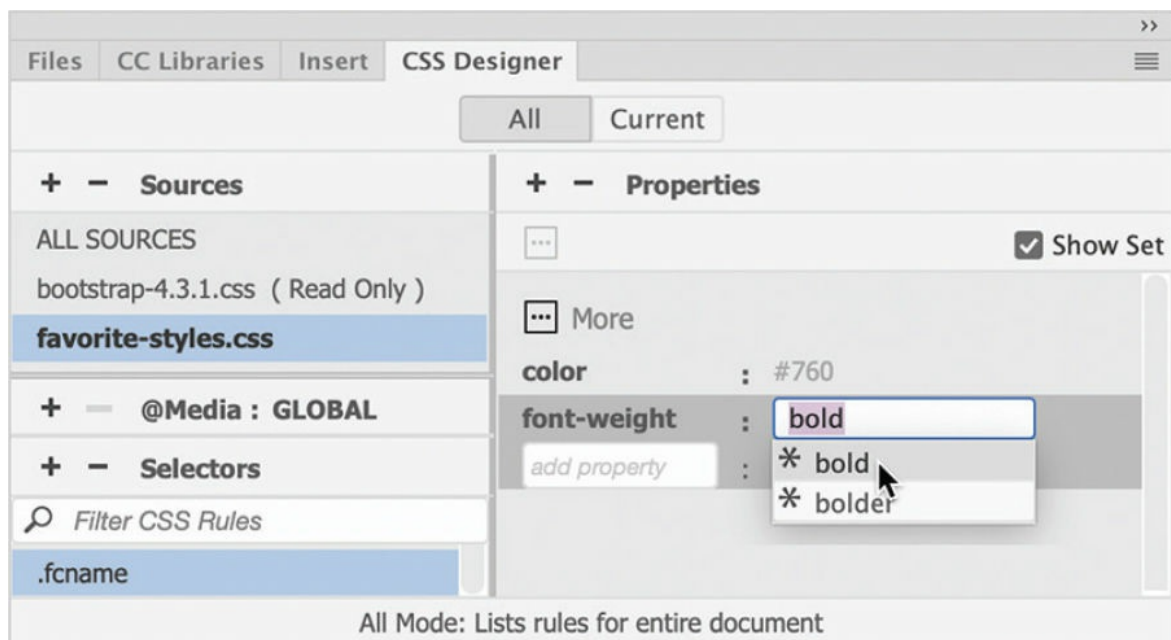 >>
Files CC Libraries Insert CSS Designer
All Current
+ − Sources
ALL SOURCES
bootstrap-4.3.1.css ( Read Only )
favorite-styles.css
+ − @Media : GLOBAL
+ − Selectors
Filter CSS Rules
.fcname
+ − Properties
Show Set
More
color : #760
font-weight : bold
add property :
* bold
* bolder
All Mode: Lists rules for entire document